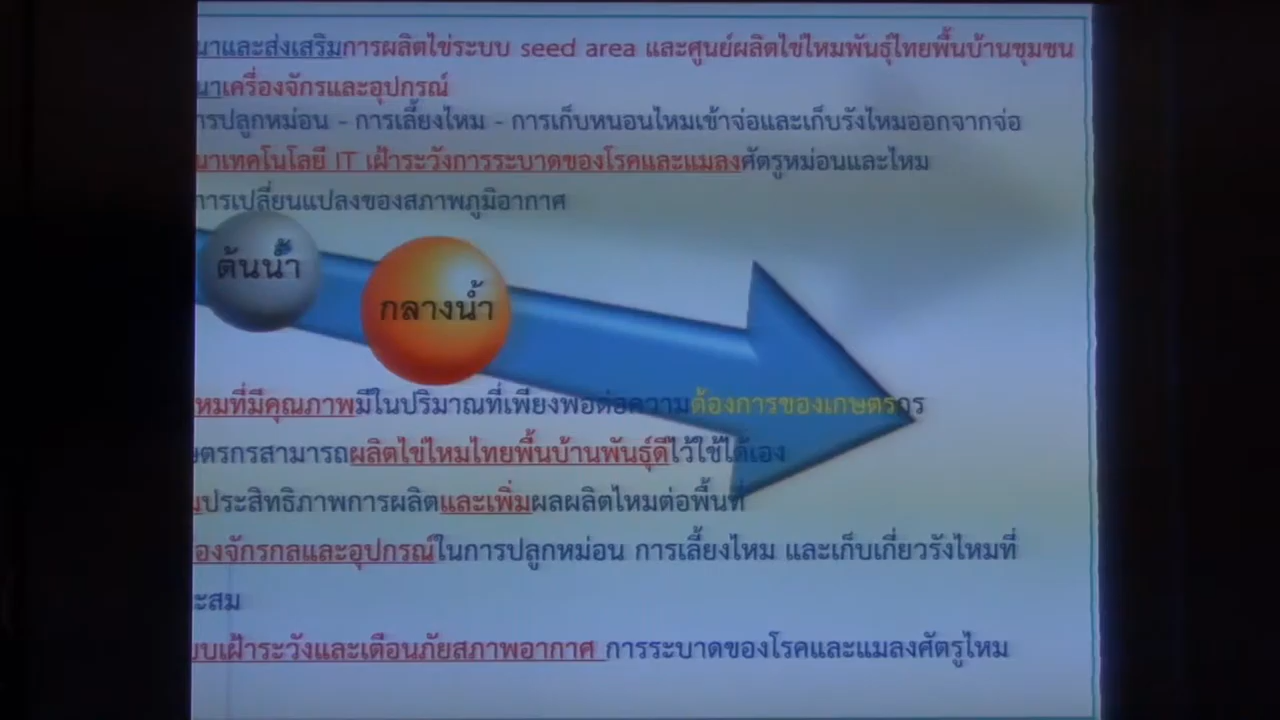 นาและส่งเสริมการผลิตไข่ระบบ seed area และศูนย์ผลิตไข่ไหมพันธุ์ไทยพื้นบ้านชุมชน
นาเครื่องจักรและอุปกรณ์
ารปลูกหม่อน - การเลี้ยงไหม - การเก็บหนอนไหมเข้าจ่อและเก็บรังไหมออกจากจ่อ
นาเทคโนโลยี IT เฝ้าระวังการระบาดของโรคและแมลงศัตรูหม่อนและไหม
การเปลี่ยนแปลงของสภาพภูมิอากาศ
ต้นน้ำ
กลางน้ำ
หมที่มีคุณภาพมีในปริมาณที่เพียงพอต่อความต้องการของเกษตรกร
ษตรกรสามารถผลิตไข่ไหมไทยพื้นบ้านพันธุ์ดีไว้ใช้ได้เอง
มประสิทธิภาพการผลิตและเพิ่มผลผลิตไหมต่อพื้นที่
องจักรกลและอุปกรณ์ในการปลูกหม่อน การเลี้ยงไหม และเก็บเกี่ยวรังไหมที่
ะสม
บบเฝ้าระวังและเตือนภัยสภาพอากาศ การระบาดของโรคและแมลงศัตรูไหม